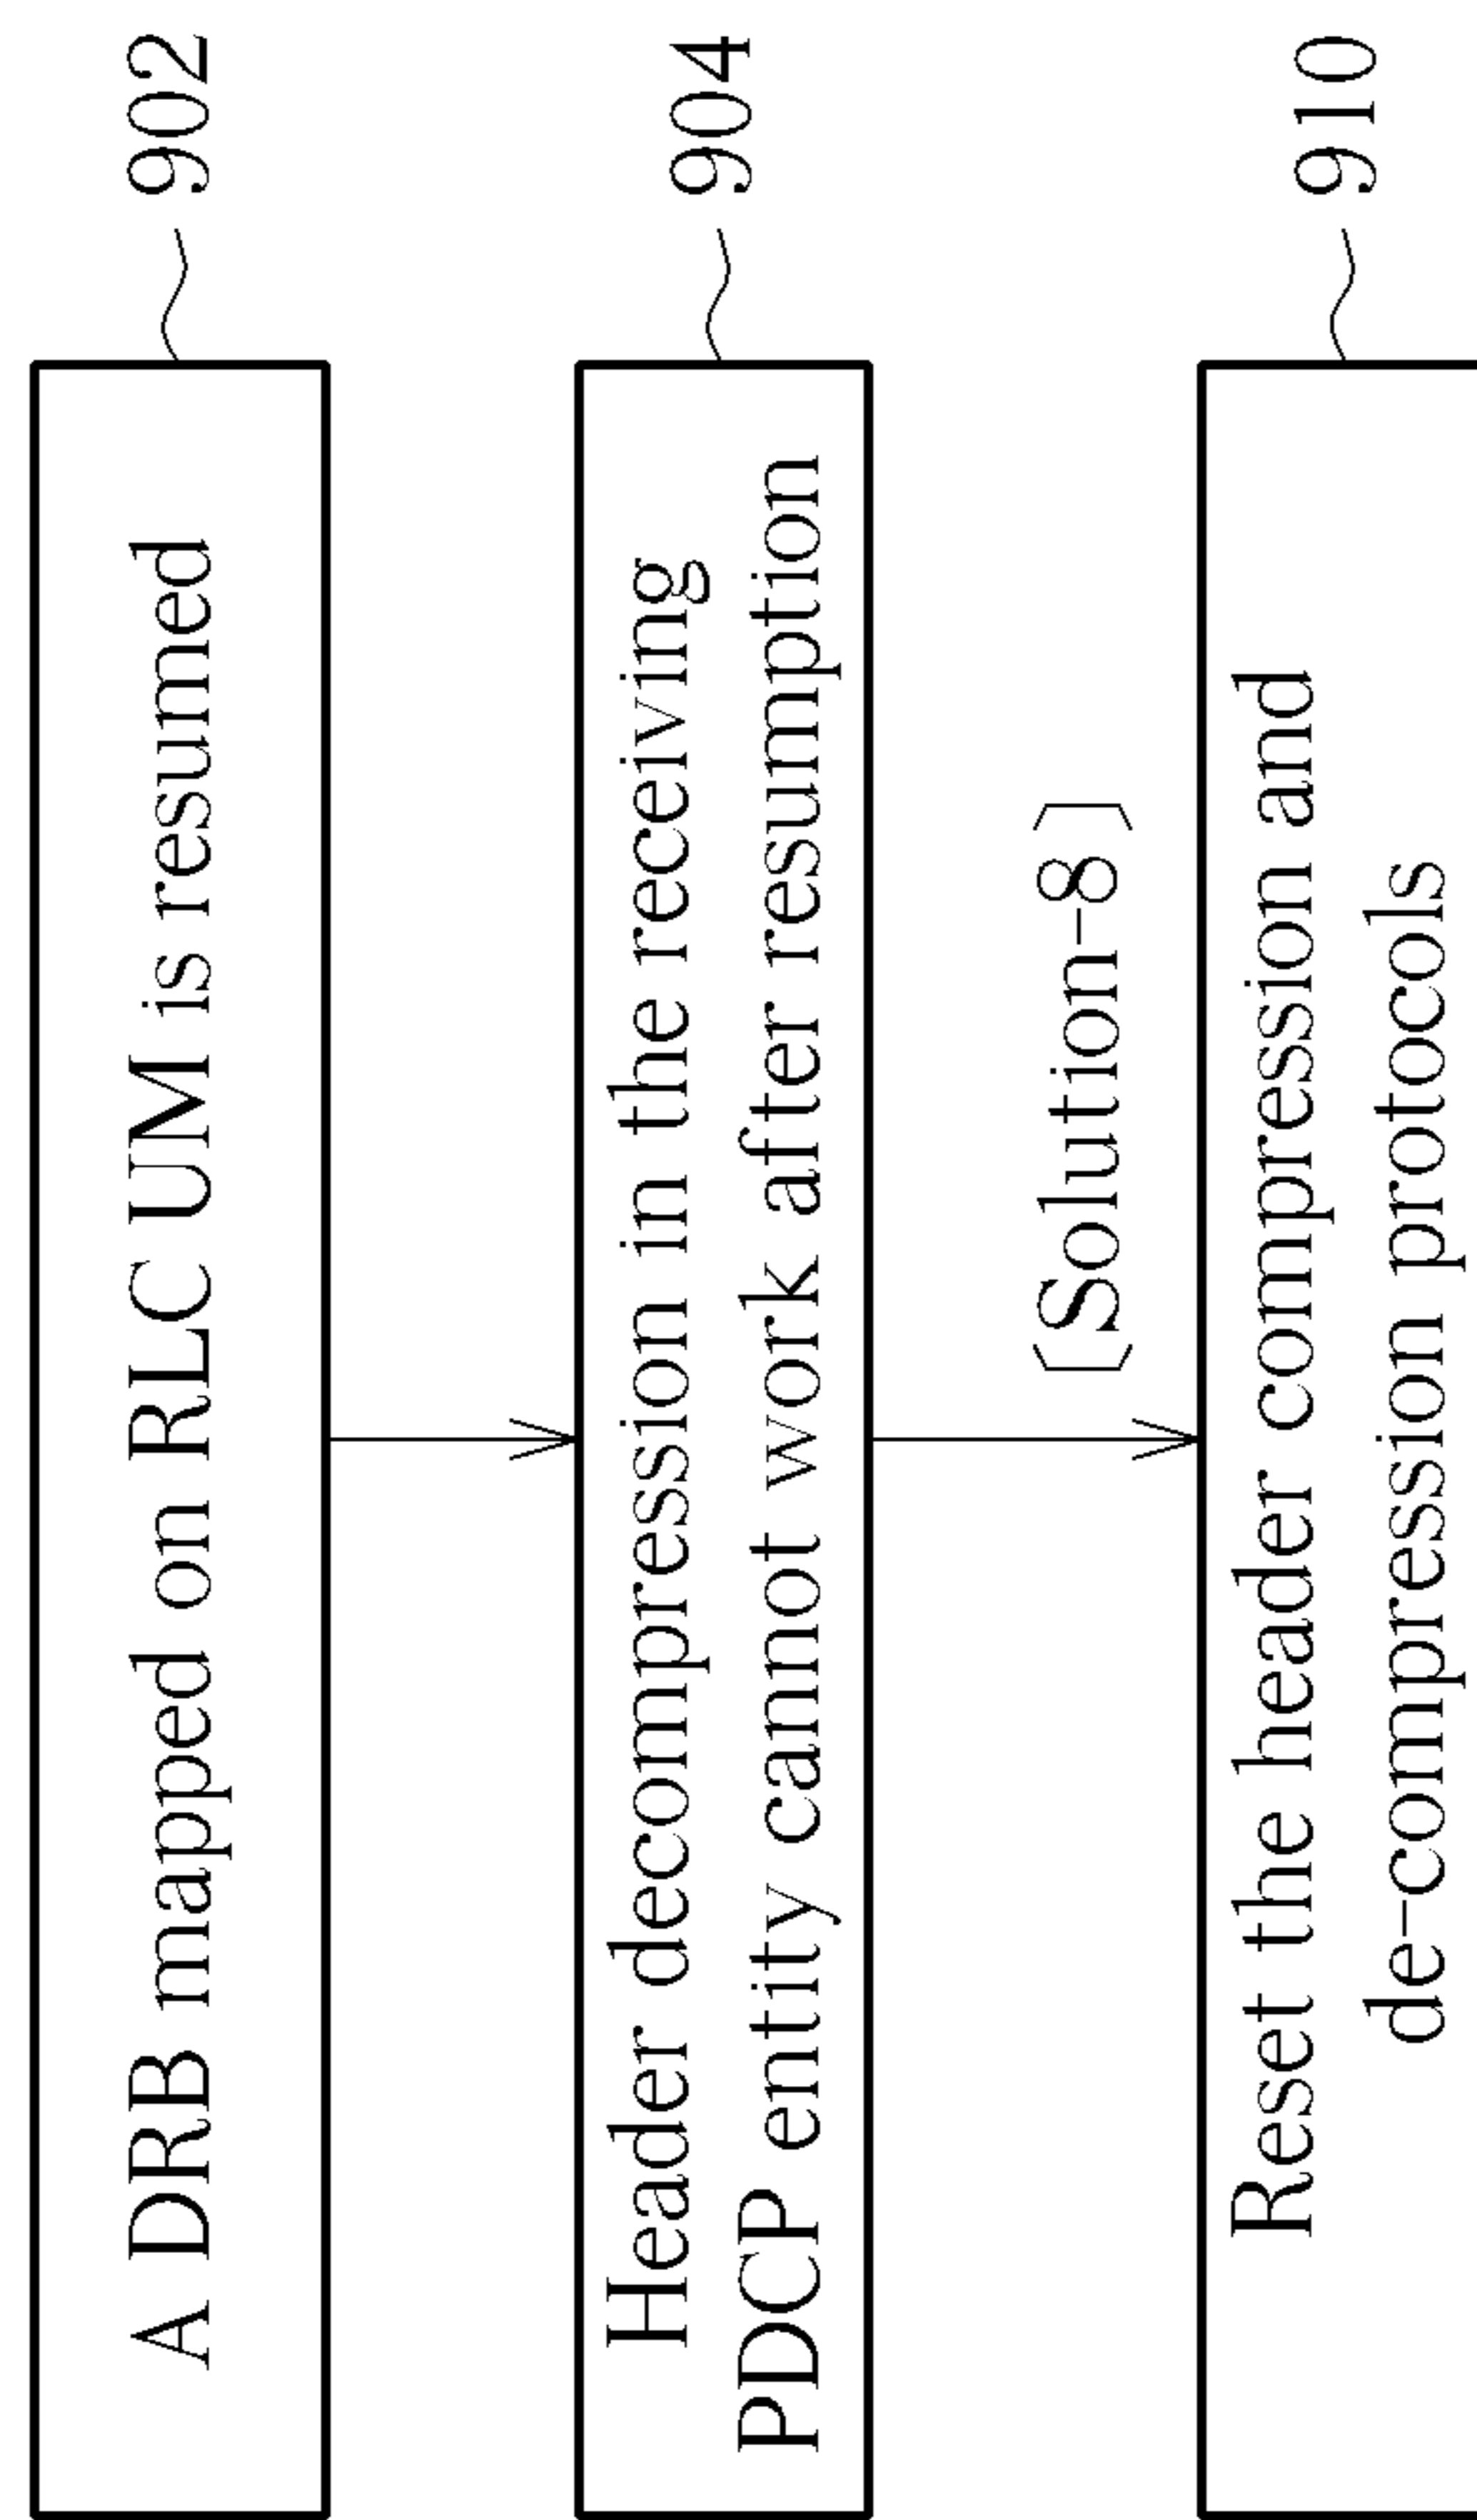 A DRB mapped on RLC UM is resumed
902
Header decompression in the receiving
PDCP entity cannot work after resumption
904
(Solution-8)
Reset the header compression and
de-compression protocols
910